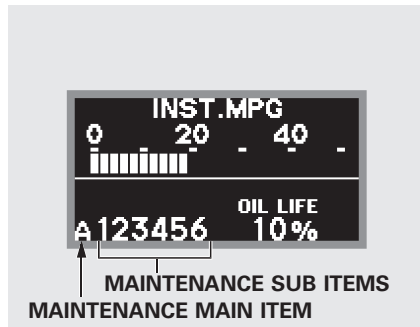 INST.MPG
0 20 40
OIL LIFE
A123456 10%
MAINTENANCE SUB ITEMS
MAINTENANCE MAIN ITEM